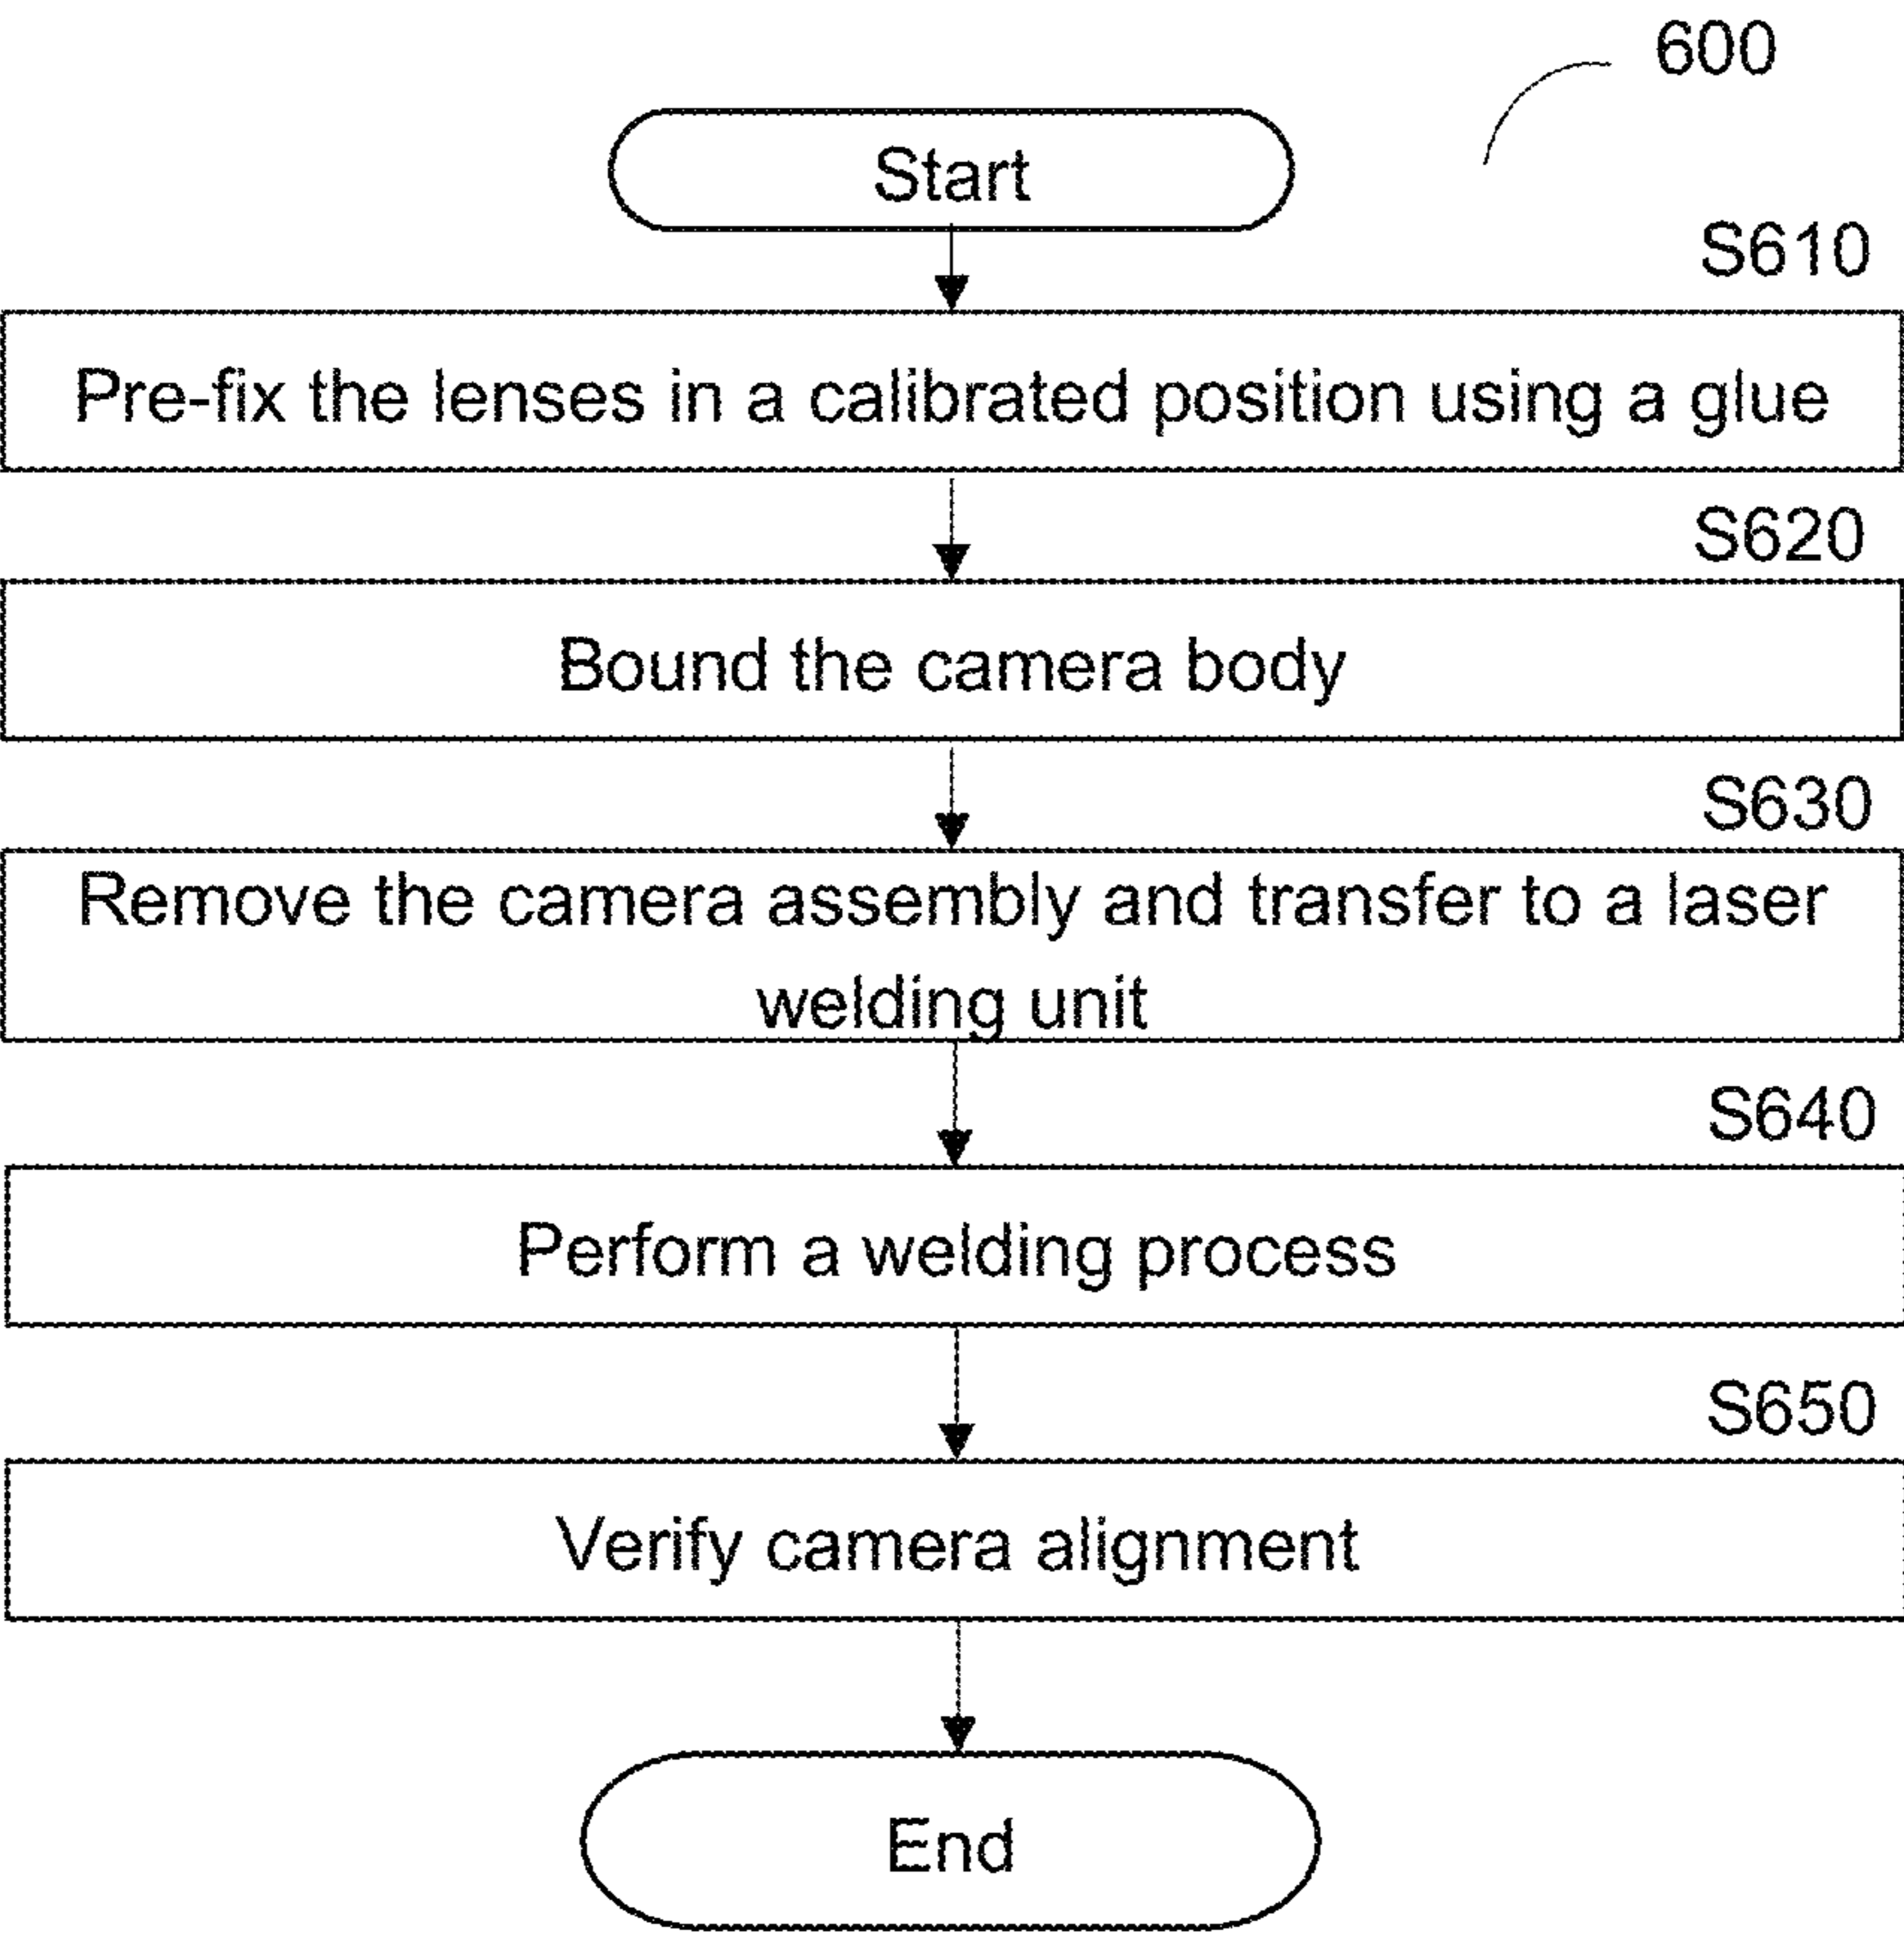 600
Start
S610
Pre-fix the lenses in a calibrated position using a glue
S620
Bound the camera body
S630
Remove the camera assembly and transfer to a laser
welding unit
S640
Perform a welding process
S650
Verify camera alignment
End